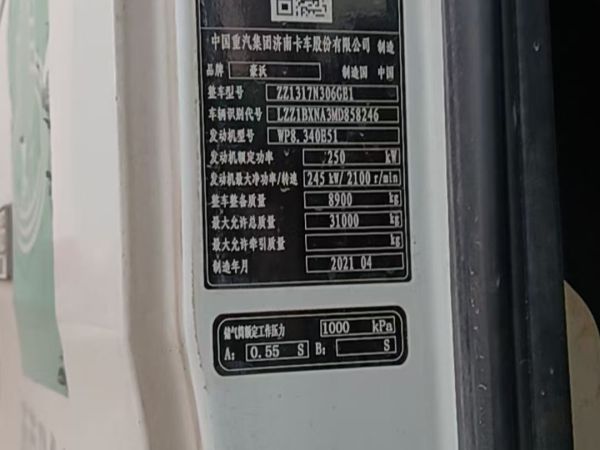 中国重汽集团济南卡车股份有限公司 制造
品牌 豪沃 制造国 中国
整车型号 ZZ1317N306GE1
车辆识别代号 LZZ1BXNA3MD858246
发动机型号 WP8.340E51
发动机额定功率 250 kW
发动机最大净功率/转速 245 kW/2100 r/min
整车整备质量 8900 kg
最大允许总质量 31000 kg
最大允许牵引质量 kg
制造年月 2021 04
储气筒额定工作压力 1000 kPa
A: 0.55 S B: S